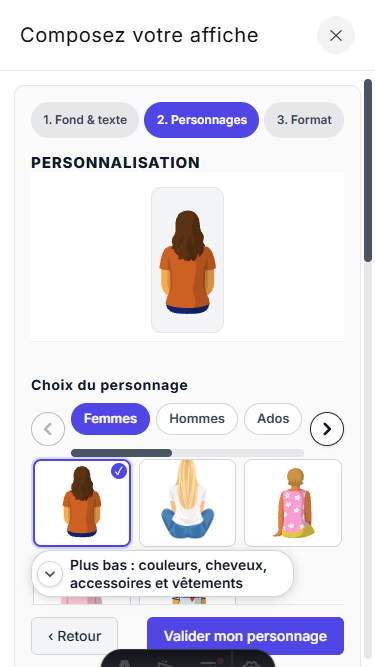 Composez votre affiche
1. Fond & texte
2. Personnages
3. Format
PERSONNALISATION
Choix du personnage
Femmes
Hommes
Ados
Plus bas : couleurs, cheveux,
accessoires et vêtements
‹ Retour
Valider mon personnage